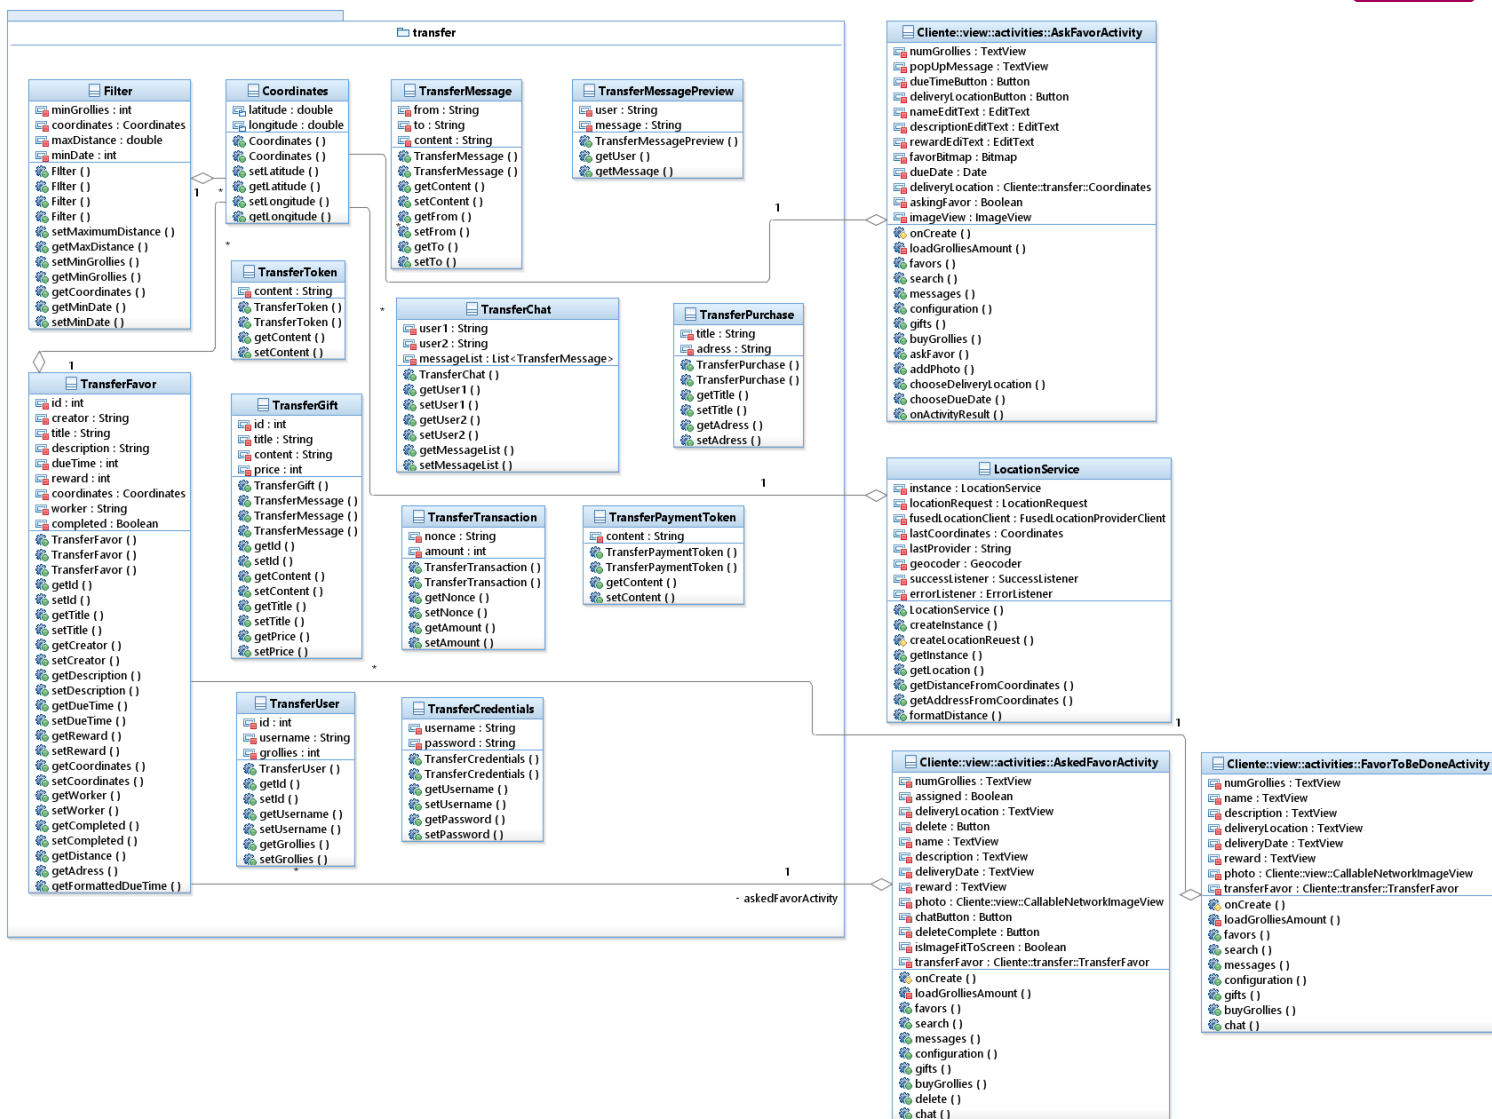 transfer
Filter
minGrollies : int
coordinates : Coordinates
maxDistance : double
minDate : int
FIlter ( )
FIlter ( )
FIlter ( )
Filter ( )
setMaximumDistance ( )
getMaxDistance ( )
setMinGrollies ( )
getMinGrollies ( )
getCoordinates ( )
getMinDate ( )
setMinDate ( )
Coordinates
latitude : double
longitude : double
Coordinates ( )
Coordinates ( )
setLatitude ( )
getLatitude ( )
setLongitude ( )
getLongitude ( )
TransferMessage
from : String
to : String
content : String
TransferMessage ( )
TransferMessage ( )
getContent ( )
setContent ( )
getFrom ( )
setFrom ( )
getTo ( )
setTo ( )
TransferMessagePreview
user : String
message : String
TransferMessagePreview ( )
getUser ( )
getMessage ( )
Cliente::view::activities::AskFavorActivity
numGrollies : TextView
popUpMessage : TextView
dueTimeButton : Button
deliveryLocationButton : Button
nameEditText : EditText
descriptionEditText : EditText
rewardEdiText : EditText
favorBitmap : Bitmap
dueDate : Date
deliveryLocation : Cliente::transfer::Coordinates
askingFavor : Boolean
imageView : ImageView
onCreate ( )
loadGrolliesAmount ( )
favors ( )
search ( )
messages ( )
configuration ( )
gifts ( )
buyGrollies ( )
askFavor ( )
addPhoto ( )
chooseDeliveryLocation ( )
chooseDueDate ( )
onActivityResult ( )
1
*
1
*
*
*
1
TransferToken
content : String
TransferToken ( )
TransferToken ( )
getContent ( )
setContent ( )
TransferChat
user1 : String
user2 : String
messageList : List<TransferMessage>
TransferChat ( )
getUser1 ( )
setUser1 ( )
getUser2 ( )
setUser2 ( )
getMessageList ( )
setMessageList ( )
TransferPurchase
title : String
adress : String
TransferPurchase ( )
TransferPurchase ( )
getTitle ( )
setTitle ( )
getAdress ( )
setAdress ( )
TransferFavor
id : int
creator : String
title : String
description : String
dueTime : int
reward : int
coordinates : Coordinates
worker : String
completed : Boolean
TransferFavor ( )
TransferFavor ( )
TransferFavor ( )
getId ( )
setId ( )
getTitle ( )
setTitle ( )
getCreator ( )
setCreator ( )
getDescription ( )
setDescription ( )
getDueTime ( )
setDueTime ( )
getReward ( )
setReward ( )
getCoordinates ( )
setCoordinates ( )
getWorker ( )
setWorker ( )
getCompleted ( )
setCompleted ( )
getDistance ( )
getAdress ( )
getFormattedDueTime ( )
TransferGift
id : int
title : String
content : String
price : int
TransferGift ( )
TransferMessage ( )
TransferMessage ( )
TransferMessage ( )
getId ( )
setId ( )
getContent ( )
setContent ( )
getTitle ( )
setTitle ( )
getPrice ( )
setPrice ( )
TransferTransaction
nonce : String
amount : int
TransferTransaction ( )
TransferTransaction ( )
getNonce ( )
setNonce ( )
getAmount ( )
setAmount ( )
TransferPaymentToken
content : String
TransferPaymentToken ( )
TransferPaymentToken ( )
getContent ( )
setContent ( )
1
LocationService
instance : LocationService
locationRequest : LocationRequest
fusedLocationClient : FusedLocationProviderClient
lastCoordinates : Coordinates
lastProvider : String
geocoder : Geocoder
successListener : SuccessListener
errorListener : ErrorListener
LocationService ( )
createInstance ( )
createLocationReuest ( )
getInstance ( )
getLocation ( )
getDistanceFromCoordinates ( )
getAddressFromCoordinates ( )
formatDistance ( )
*
1
TransferUser
id : int
username : String
grollies : int
TransferUser ( )
getId ( )
setId ( )
getUsername ( )
setUsername ( )
getGrollies ( )
setGrollies ( )
TransferCredentials
username : String
password : String
TransferCredentials ( )
TransferCredentials ( )
getUsername ( )
setUsername ( )
getPassword ( )
setPassword ( )
*
1
- askedFavorActivity
Cliente::view::activities::AskedFavorActivity
numGrollies : TextView
assigned : Boolean
deliveryLocation : TextView
delete : Button
name : TextView
description : TextView
deliveryDate : TextView
reward : TextView
photo : Cliente::view::CallableNetworkImageView
chatButton : Button
deleteComplete : Button
isImageFitToScreen : Boolean
transferFavor : Cliente::transfer::TransferFavor
onCreate ( )
loadGrolliesAmount ( )
favors ( )
search ( )
messages ( )
configuration ( )
gifts ( )
buyGrollies ( )
delete ( )
chat ( )
Cliente::view::activities::FavorToBeDoneActivity
numGrollies : TextView
name : TextView
description : TextView
deliveryLocation : TextView
deliveryDate : TextView
reward : TextView
photo : Cliente::view::CallableNetworkImageView
transferFavor : Cliente::transfer::TransferFavor
onCreate ( )
loadGrolliesAmount ( )
favors ( )
search ( )
messages ( )
configuration ( )
gifts ( )
buyGrollies ( )
chat ( )